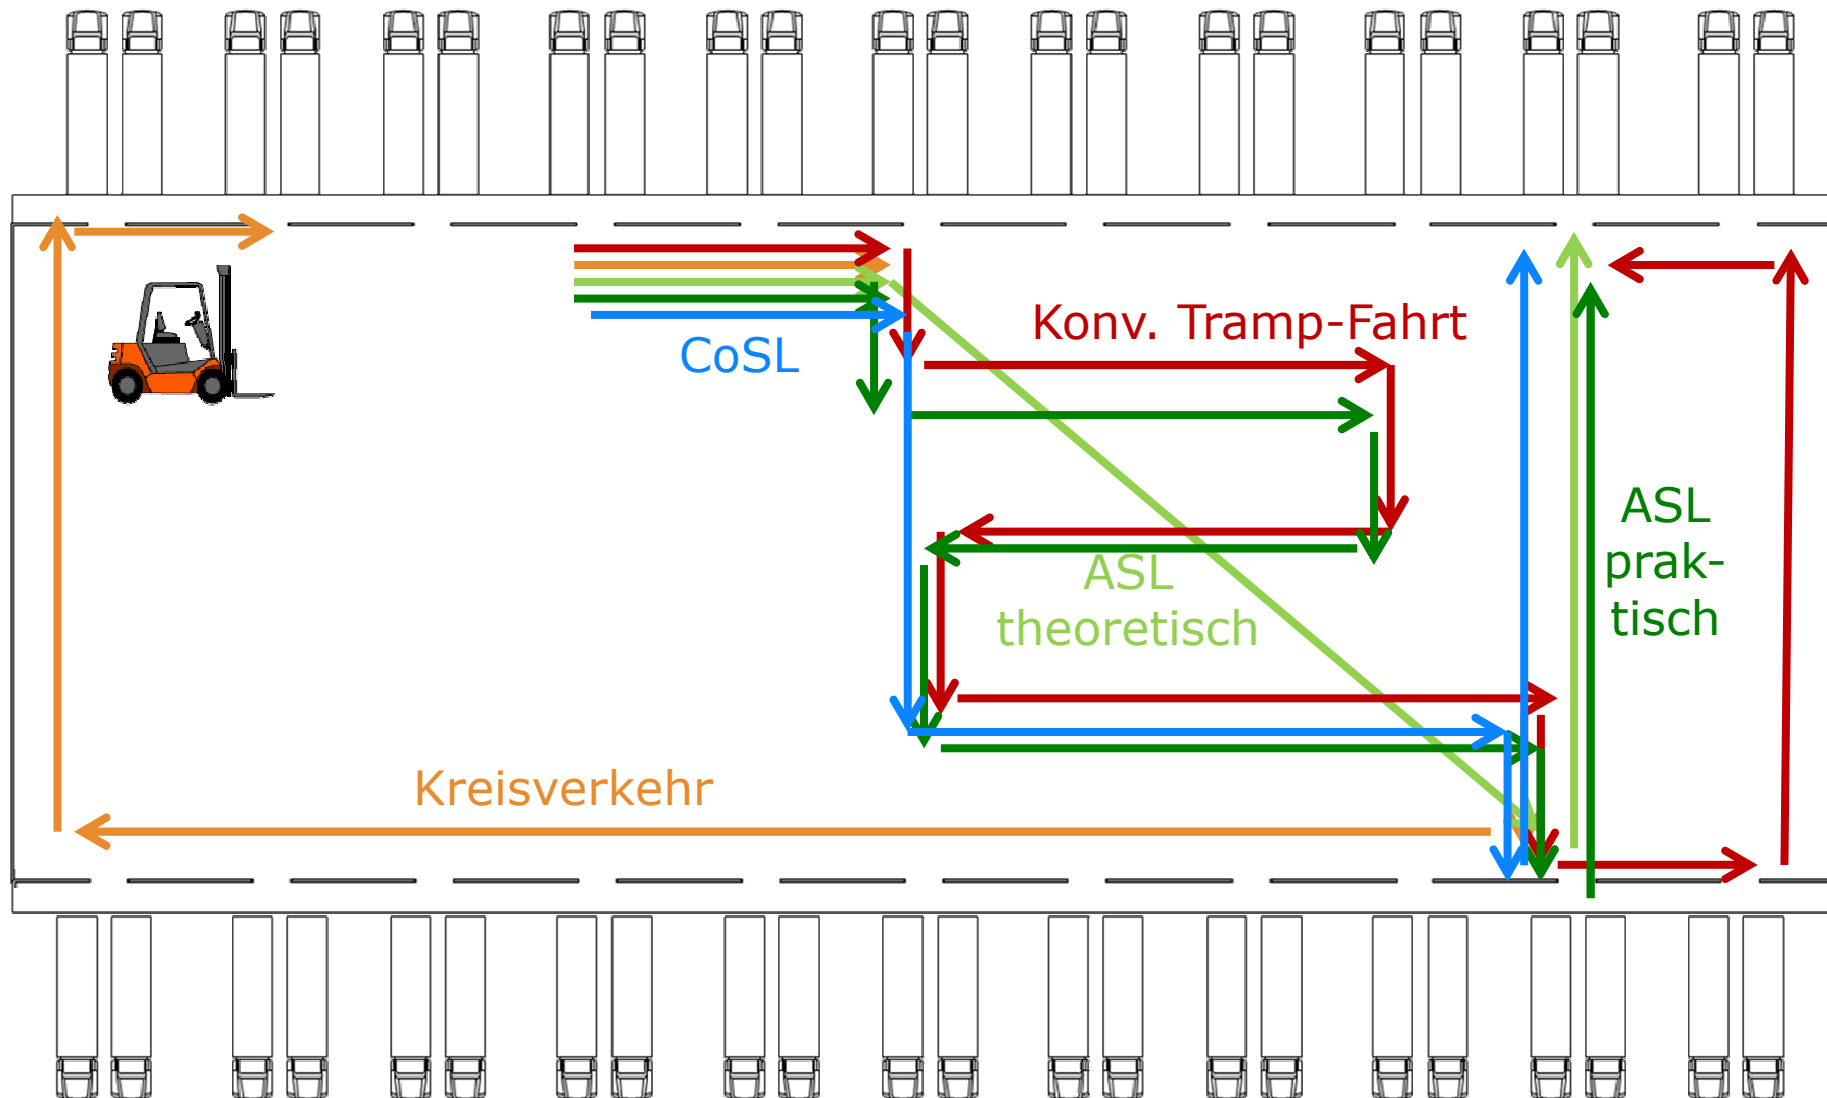 Konv. Tramp-Fahrt
CoSL
ASL
prak-
tisch
ASL
theoretisch
Kreisverkehr